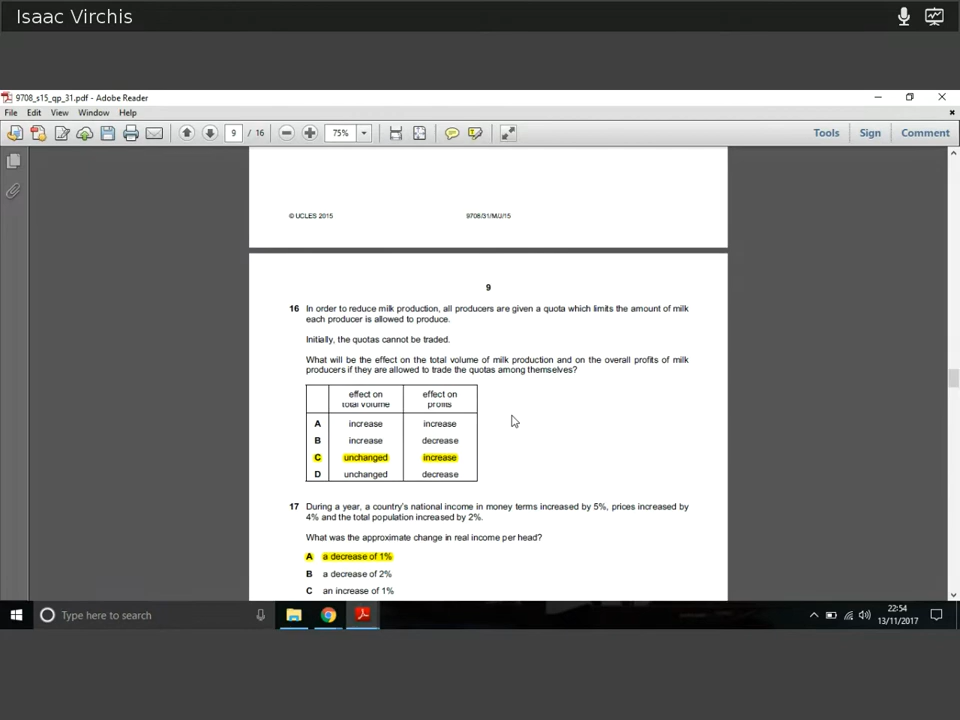 Isaac Virchis
9708_s15_qp_31.pdf - Adobe Reader
File Edit View Window Help
9 / 16 75% Tools Sign Comment
© UCLES 2015 9708/31/M/J/15
9
16 In order to reduce milk production, all producers are given a quota which limits the amount of milk
each producer is allowed to produce.
Initially, the quotas cannot be traded.
What will be the effect on the total volume of milk production and on the overall profits of milk
producers if they are allowed to trade the quotas among themselves?
effect on effect on
total volume profits
A increase increase
B increase decrease
C unchanged increase
D unchanged decrease
17 During a year, a country's national income in money terms increased by 5%, prices increased by
4% and the total population increased by 2%.
What was the approximate change in real income per head?
A a decrease of 1%
B a decrease of 2%
C an increase of 1%
Type here to search
22:54
13/11/2017